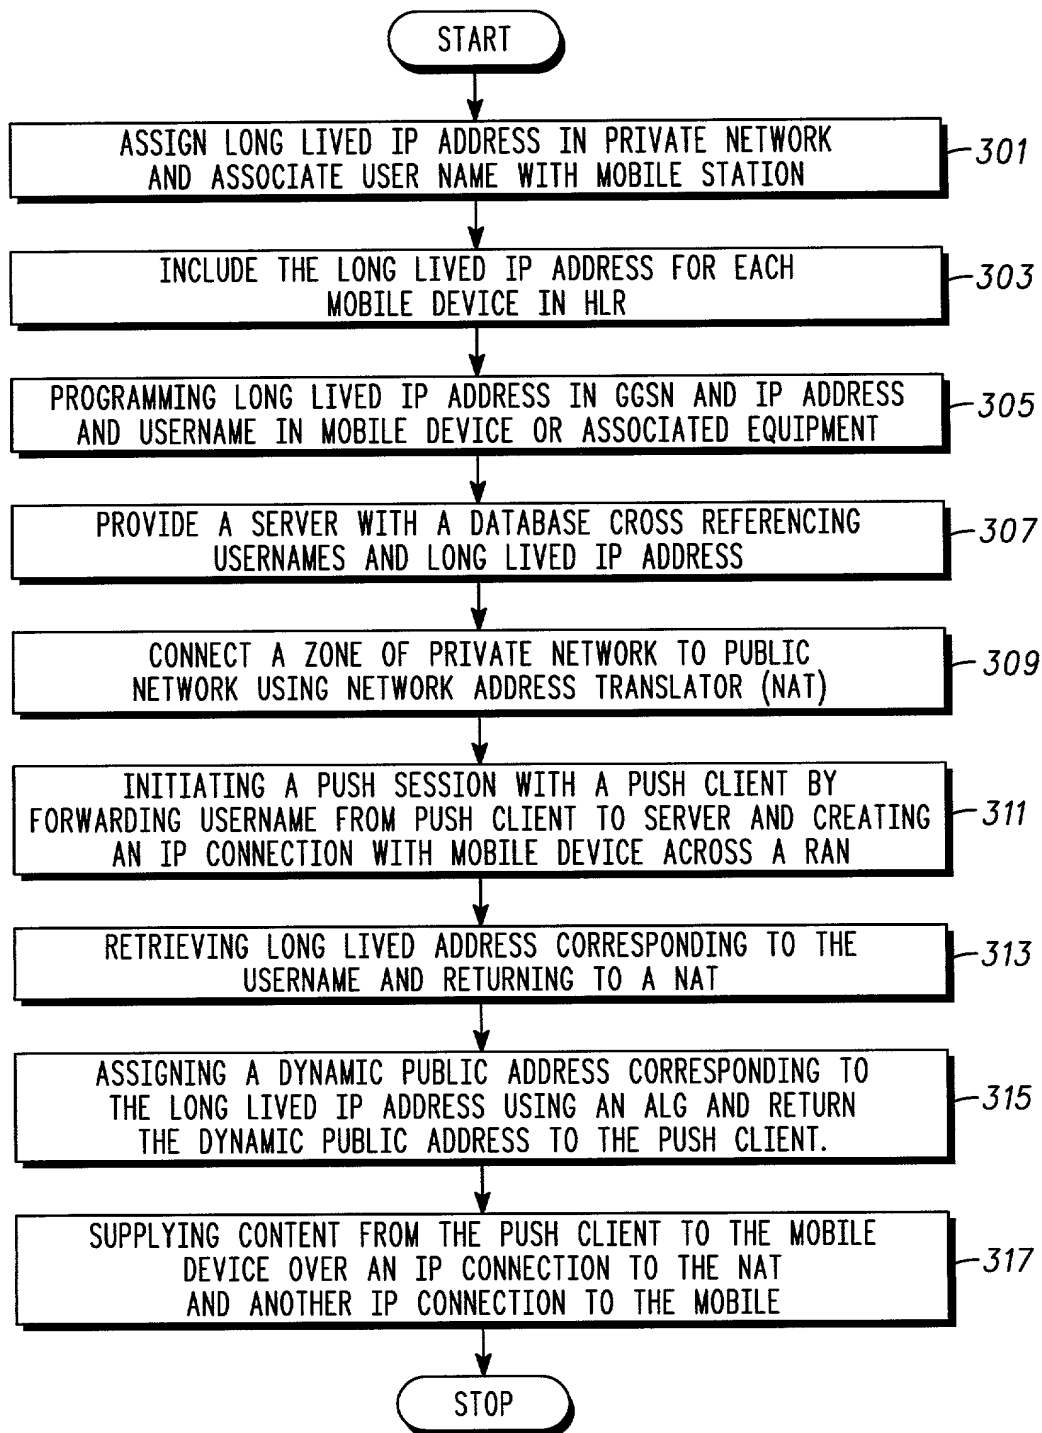 START
ASSIGN LONG LIVED IP ADDRESS IN PRIVATE NETWORK
AND ASSOCIATE USER NAME WITH MOBILE STATION
301
INCLUDE THE LONG LIVED IP ADDRESS FOR EACH
MOBILE DEVICE IN HLR
303
PROGRAMMING LONG LIVED IP ADDRESS IN GGSN AND IP ADDRESS
AND USERNAME IN MOBILE DEVICE OR ASSOCIATED EQUIPMENT
305
PROVIDE A SERVER WITH A DATABASE CROSS REFERENCING
USERNAMES AND LONG LIVED IP ADDRESS
307
CONNECT A ZONE OF PRIVATE NETWORK TO PUBLIC
NETWORK USING NETWORK ADDRESS TRANSLATOR (NAT)
309
INITIATING A PUSH SESSION WITH A PUSH CLIENT BY
FORWARDING USERNAME FROM PUSH CLIENT TO SERVER AND CREATING
AN IP CONNECTION WITH MOBILE DEVICE ACROSS A RAN
311
RETRIEVING LONG LIVED ADDRESS CORRESPONDING TO THE
USERNAME AND RETURNING TO A NAT
313
ASSIGNING A DYNAMIC PUBLIC ADDRESS CORRESPONDING TO
THE LONG LIVED IP ADDRESS USING AN ALG AND RETURN
THE DYNAMIC PUBLIC ADDRESS TO THE PUSH CLIENT.
315
SUPPLYING CONTENT FROM THE PUSH CLIENT TO THE MOBILE
DEVICE OVER AN IP CONNECTION TO THE NAT
AND ANOTHER IP CONNECTION TO THE MOBILE
317
STOP